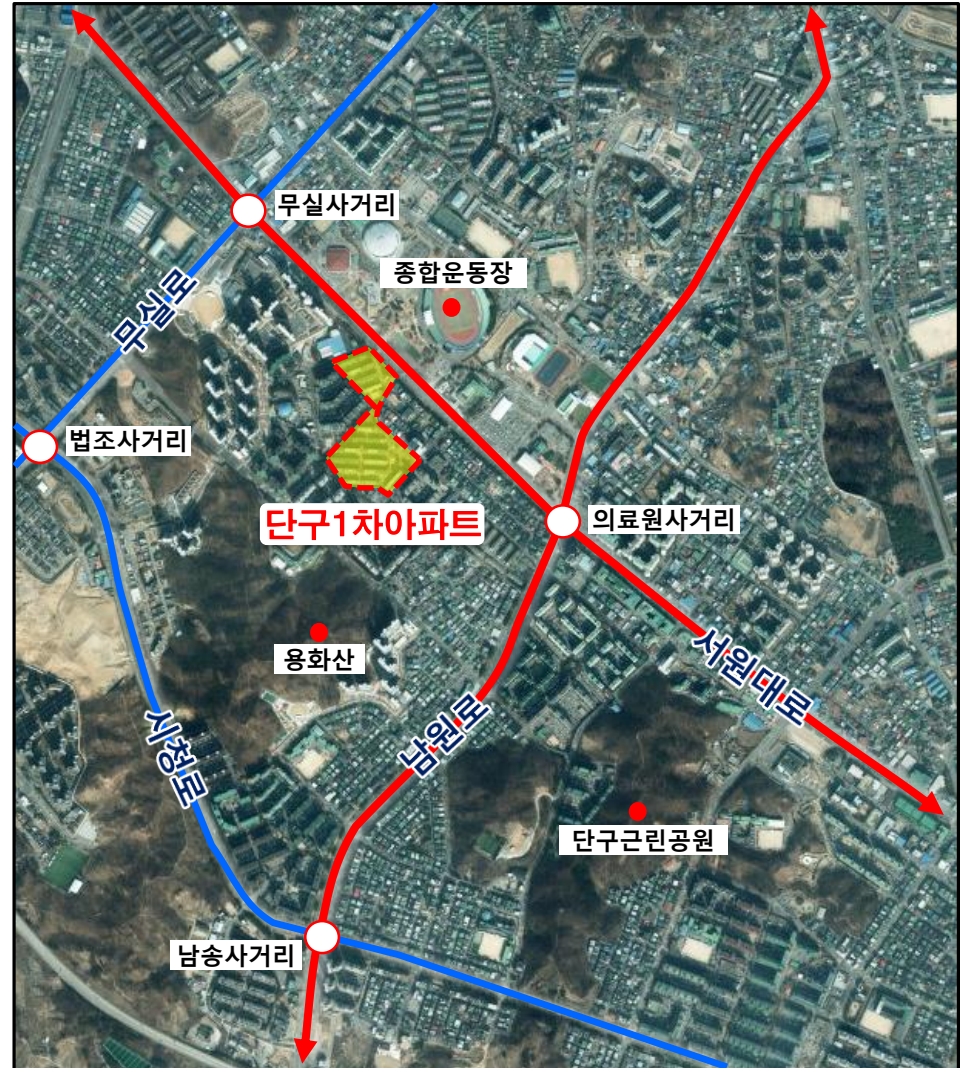 무실사거리
종합운동장
무실로
법조사거리
단구1차아파트
의료원사거리
용화산
서원대로
남원로
시청로
단구근린공원
남송사거리